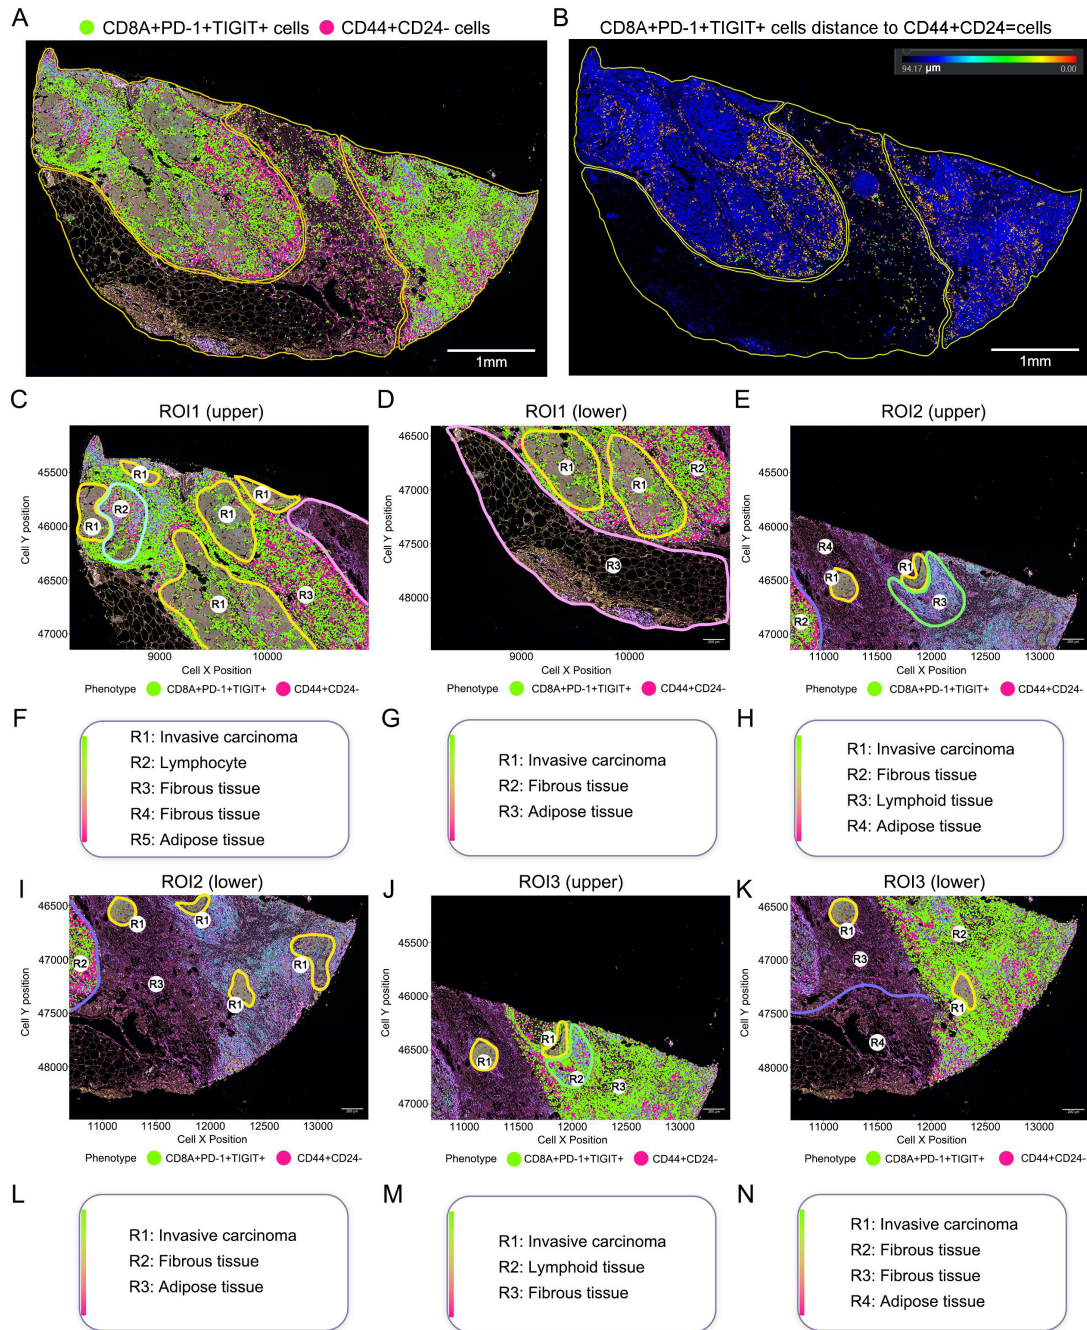 A
CD8A+PD-1+TIGIT+ cells CD44+CD24- cells
1mm
B
CD8A+PD-1+TIGIT+ cells distance to CD44+CD24=cells
94.17 µm 0.00
1mm
C
ROI1 (upper)
Cell Y position
45500
46000
46500
47000
R1
R2
R1
R1
R1
R1
R3
9000 10000
Cell X Position
Phenotype CD8A+PD-1+TIGIT+ CD44+CD24-
D
ROI1 (lower)
Cell Y position
46500
47000
47500
48000
R1
R1
R2
R3
9000 10000
Cell X Position
Phenotype CD8A+PD-1+TIGIT+ CD44+CD24-
E
ROI2 (upper)
Cell Y position
45500
46000
46500
47000
R4
R1
R1
R3
R2
11000 11500 12000 12500 13000
Cell X Position
Phenotype CD8A+PD-1+TIGIT+ CD44+CD24-
F
R1: Invasive carcinoma
R2: Lymphocyte
R3: Fibrous tissue
R4: Fibrous tissue
R5: Adipose tissue
G
R1: Invasive carcinoma
R2: Fibrous tissue
R3: Adipose tissue
H
R1: Invasive carcinoma
R2: Fibrous tissue
R3: Lymphoid tissue
R4: Adipose tissue
I
ROI2 (lower)
Cell Y position
46500
47000
47500
48000
R1
R1
R2
R3
R1
R1
11000 11500 12000 12500 13000
Cell X Position
Phenotype CD8A+PD-1+TIGIT+ CD44+CD24-
J
ROI3 (upper)
Cell Y position
45500
46000
46500
47000
R1
R1
R2
R3
11000 11500 12000 12500 13000
Cell X Position
Phenotype CD8A+PD-1+TIGIT+ CD44+CD24-
K
ROI3 (lower)
Cell Y position
46500
47000
47500
48000
R1
R2
R3
R1
R4
11000 11500 12000 12500 13000
Cell X Position
Phenotype CD8A+PD-1+TIGIT+ CD44+CD24-
L
R1: Invasive carcinoma
R2: Fibrous tissue
R3: Adipose tissue
M
R1: Invasive carcinoma
R2: Lymphoid tissue
R3: Fibrous tissue
N
R1: Invasive carcinoma
R2: Fibrous tissue
R3: Fibrous tissue
R4: Adipose tissue